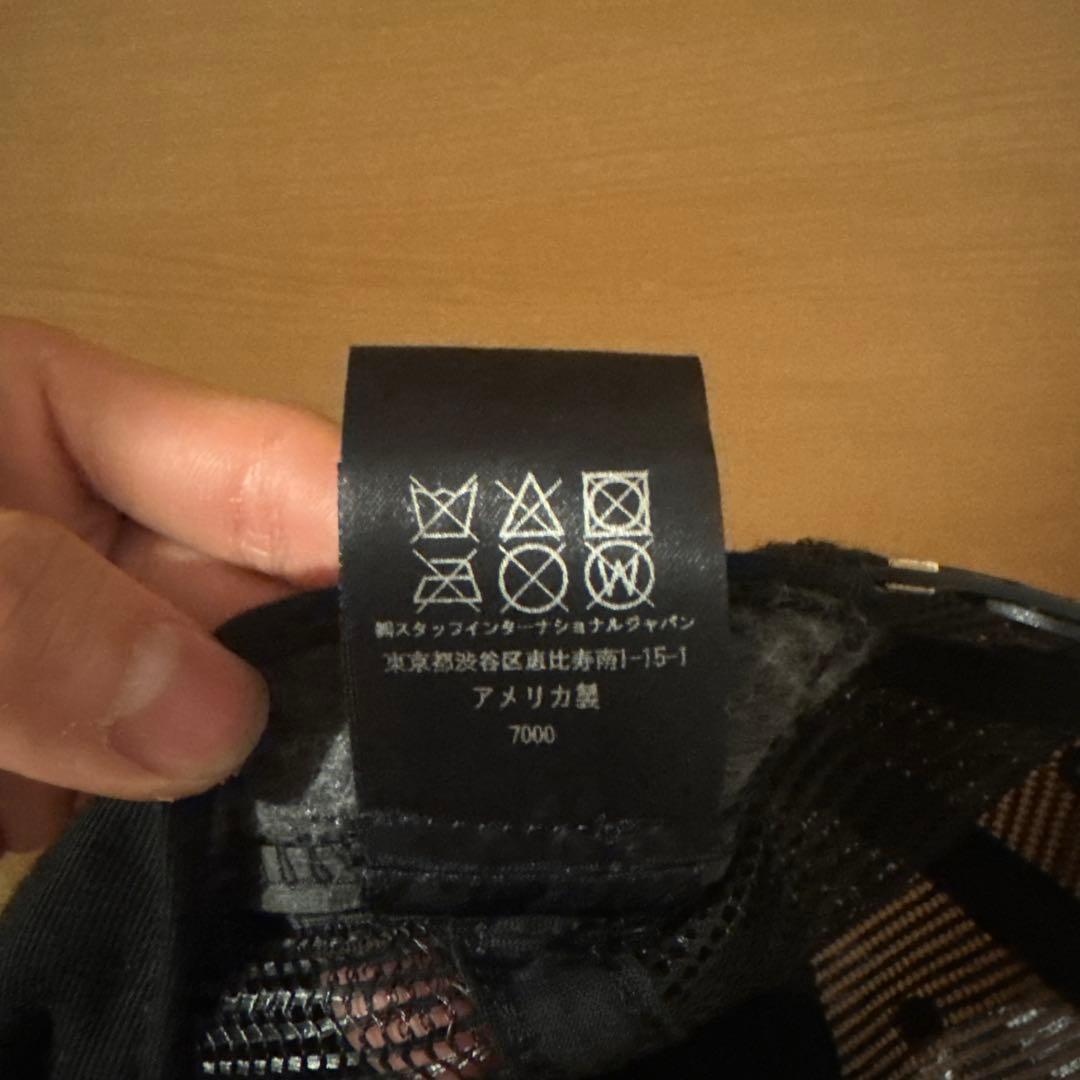 ㈱スタッフインターナショナルジャパン
東京都渋谷区恵比寿南1-15-1
アメリカ製
7000